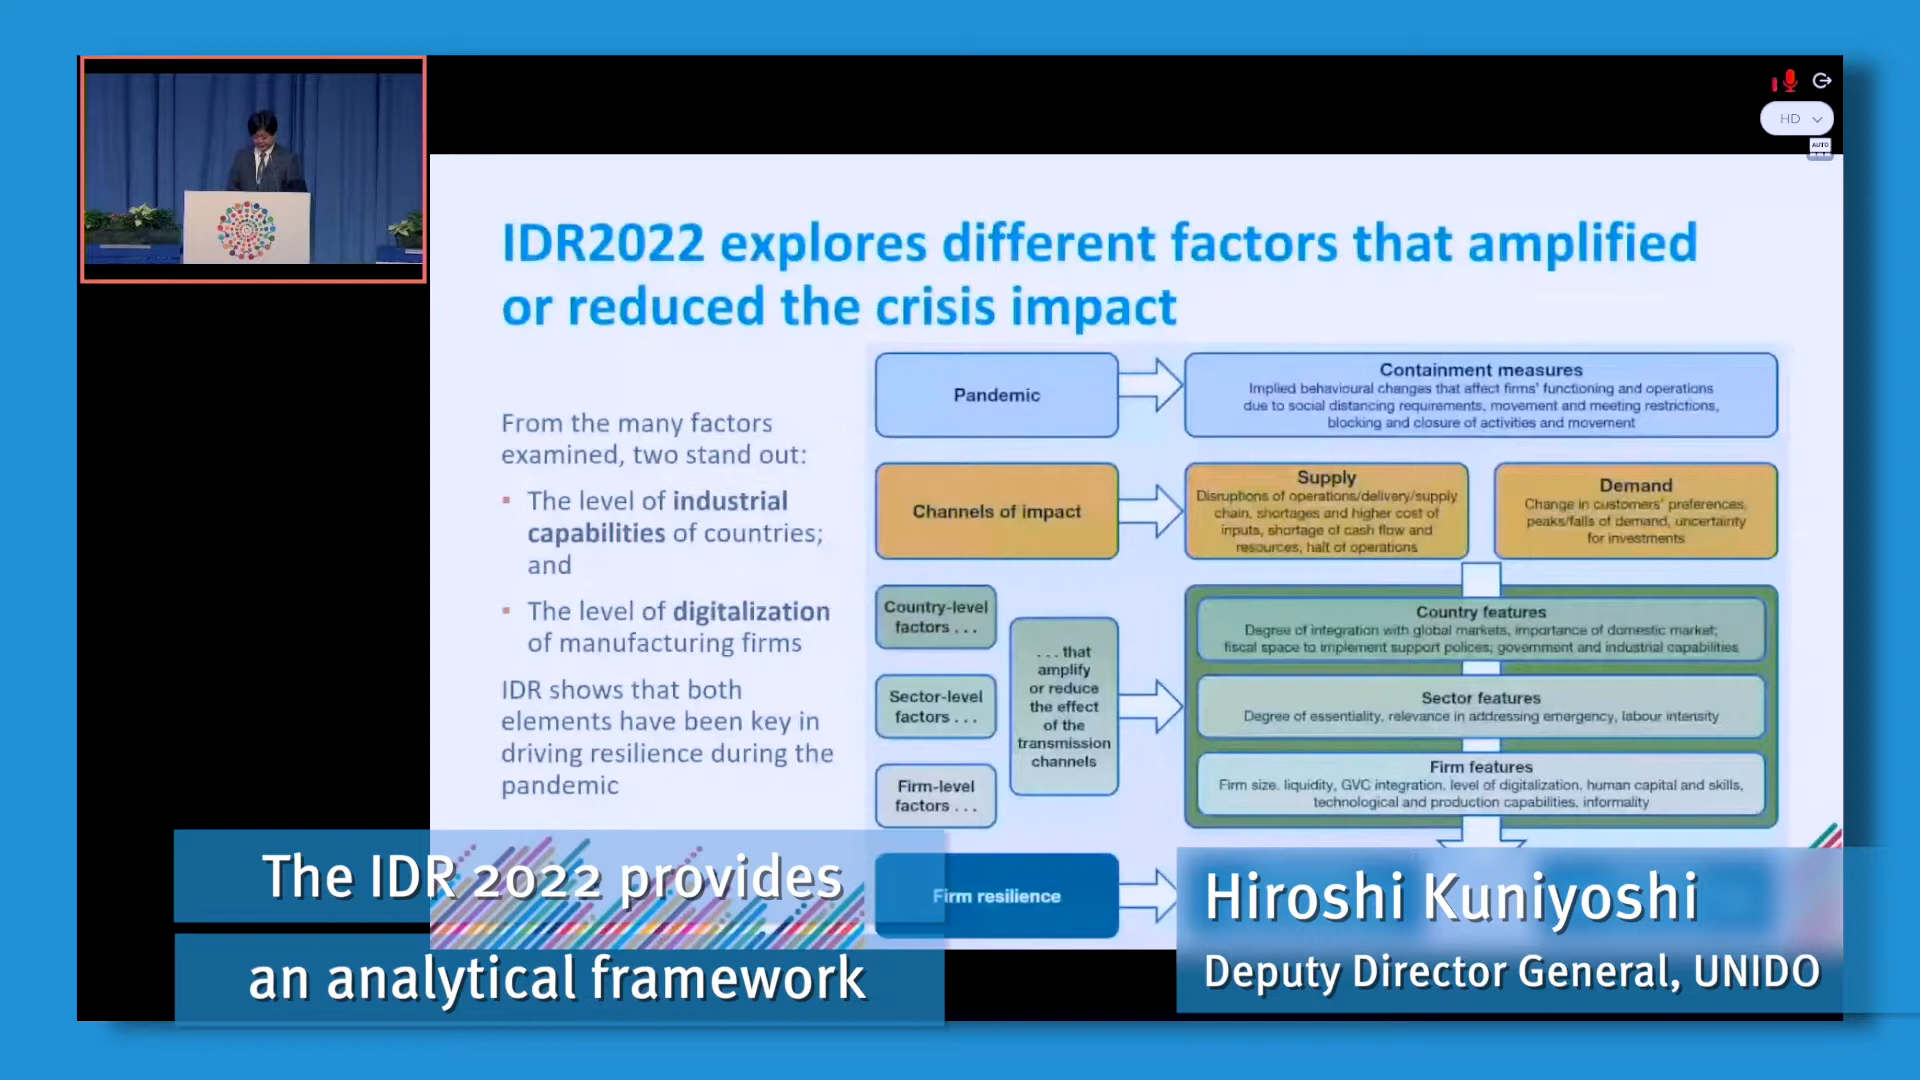 HD
AUTO
IDR2022 explores different factors that amplified
or reduced the crisis impact
From the many factors
examined, two stand out:
▪ The level of industrial
capabilities of countries;
and
▪ The level of digitalization
of manufacturing firms
IDR shows that both
elements have been key in
driving resilience during the
pandemic
Pandemic
Containment measures
Implied behavioural changes that affect firms' functioning and operations
due to social distancing requirements, movement and meeting restrictions,
blocking and closure of activities and movement
Channels of impact
Supply
Disruptions of operations/delivery/supply
chain, shortages and higher cost of
inputs, shortage of cash flow and
resources, halt of operations
Demand
Change in customers' preferences,
peaks/falls of demand, uncertainty
for investments
Country-level
factors . . .
Sector-level
factors . . .
Firm-level
factors . . .
. . . that
amplify
or reduce
the effect
of the
transmission
channels
Country features
Degree of integration with global markets, importance of domestic market;
fiscal space to implement support polices; government and industrial capabilities
Sector features
Degree of essentiality, relevance in addressing emergency, labour intensity
Firm features
Firm size, liquidity, GVC integration, level of digitalization, human capital and skills,
technological and production capabilities, informality
Firm resilience
The IDR 2022 provides
an analytical framework
Hiroshi Kuniyoshi
Deputy Director General, UNIDO